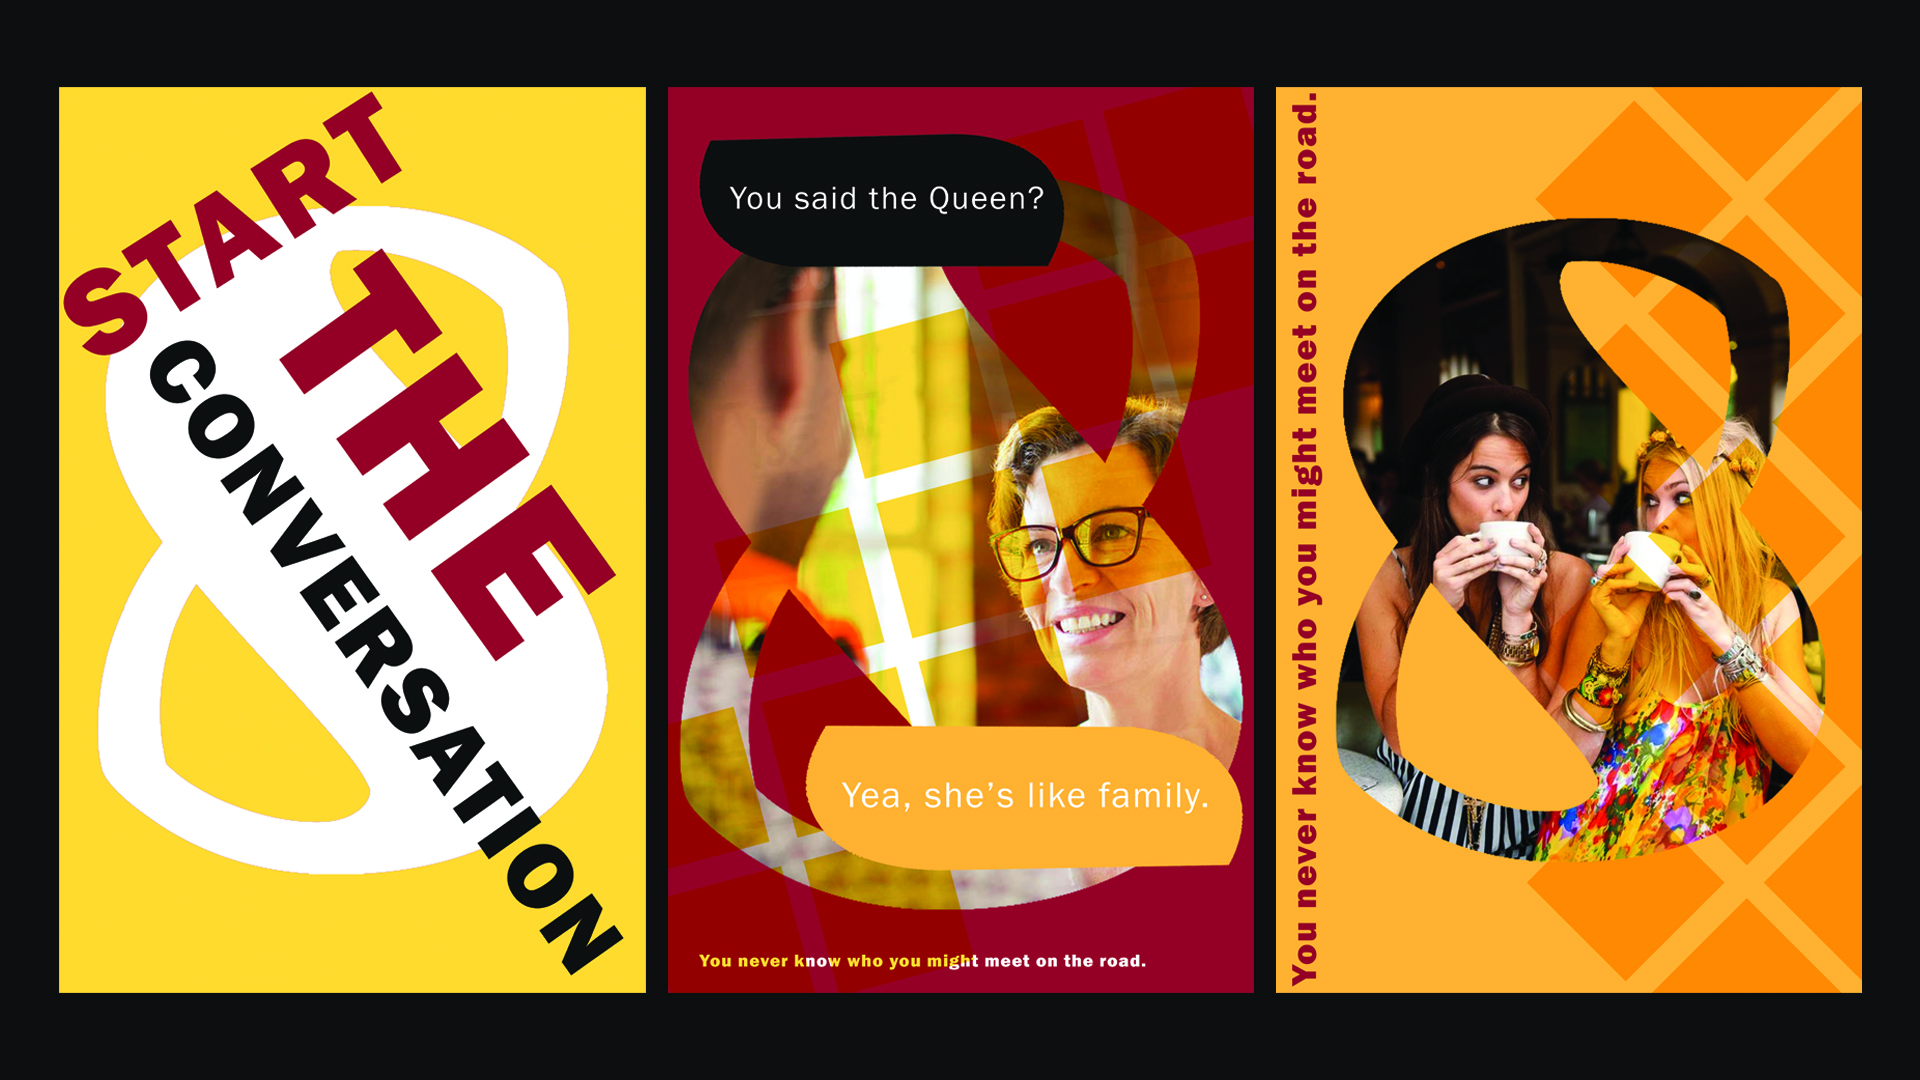 START
THE
CONVERSATION
You said the Queen?
Yea, she's like family.
You never know who you might meet on the road.
You never know who you might meet on the road.